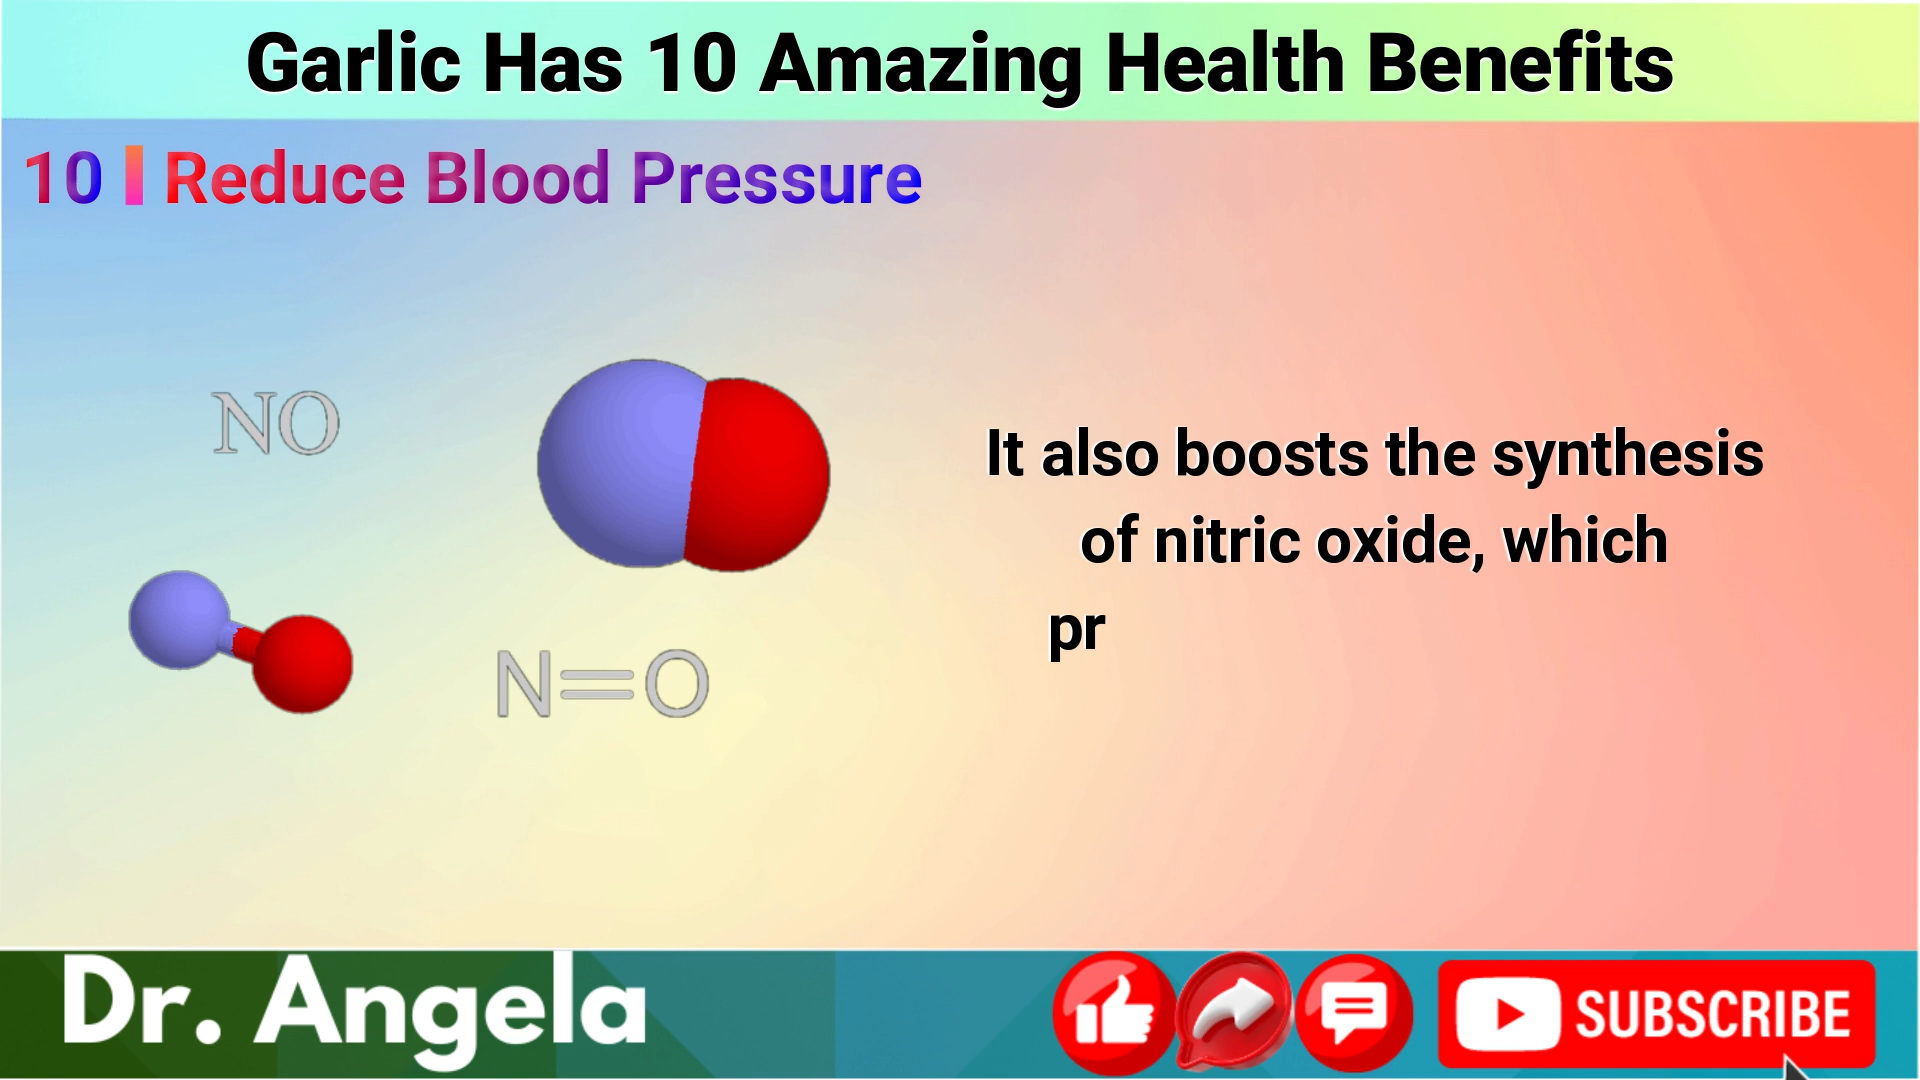 Garlic Has 10 Amazing Health Benefits
10 | Reduce Blood Pressure
NO
N=O
It also boosts the synthesis
of nitric oxide, which
pr
Dr. Angela
SUBSCRIBE